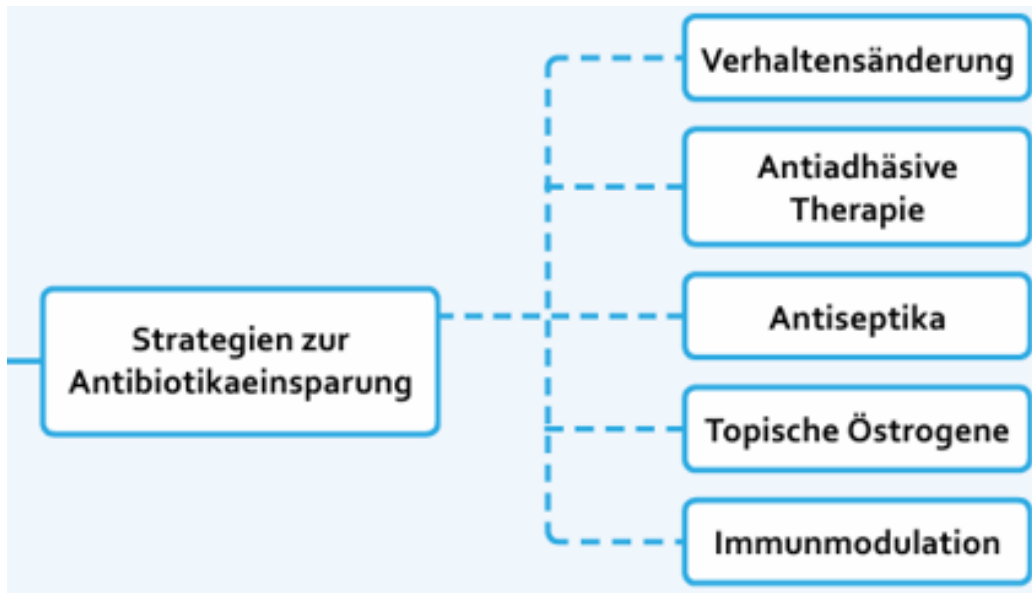 Verhaltensänderung
Antiadhäsive
Therapie
Antiseptika
Strategien zur
Antibiotikaeinsparung
Topische Östrogene
Immunmodulation